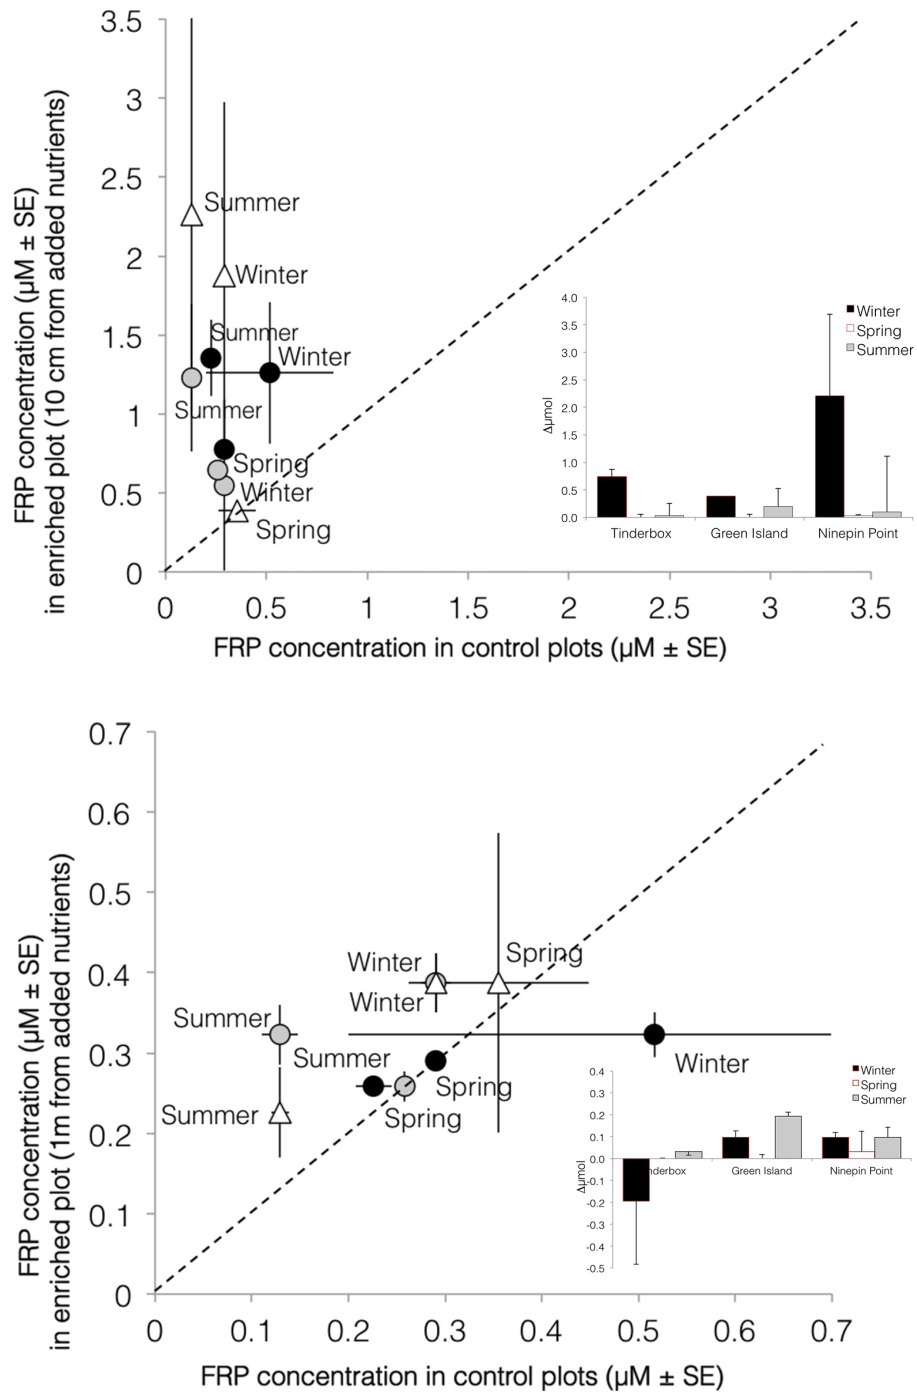 3.5
3
2.5
2
1.5
1
0.5
0
FRP concentration (µM ± SE)
in enriched plot (10 cm from added nutrients)
Summer
Winter
Summer
Winter
Summer
Spring
Winter
Spring
0 0.5 1 1.5 2 2.5 3 3.5
FRP concentration in control plots (µM ± SE)
4.0
3.5
3.0
2.5
2.0
1.5
1.0
0.5
0.0
Δµmol
Winter
Spring
Summer
Tinderbox Green Island Ninepin Point
0.7
0.6
0.5
0.4
0.3
0.2
0.1
0
FRP concentration (µM ± SE)
in enriched plot (1m from added nutrients)
Spring
Winter
Winter
Summer
Summer
Winter
Spring
Summer
Spring
0 0.1 0.2 0.3 0.4 0.5 0.6 0.7
FRP concentration in control plots (µM ± SE)
0.4
0.3
0.2
0.1
0.0
-0.1
-0.2
-0.3
-0.4
-0.5
Δµmol
Winter
Spring
Summer
nderbox Green Island Ninepin Point